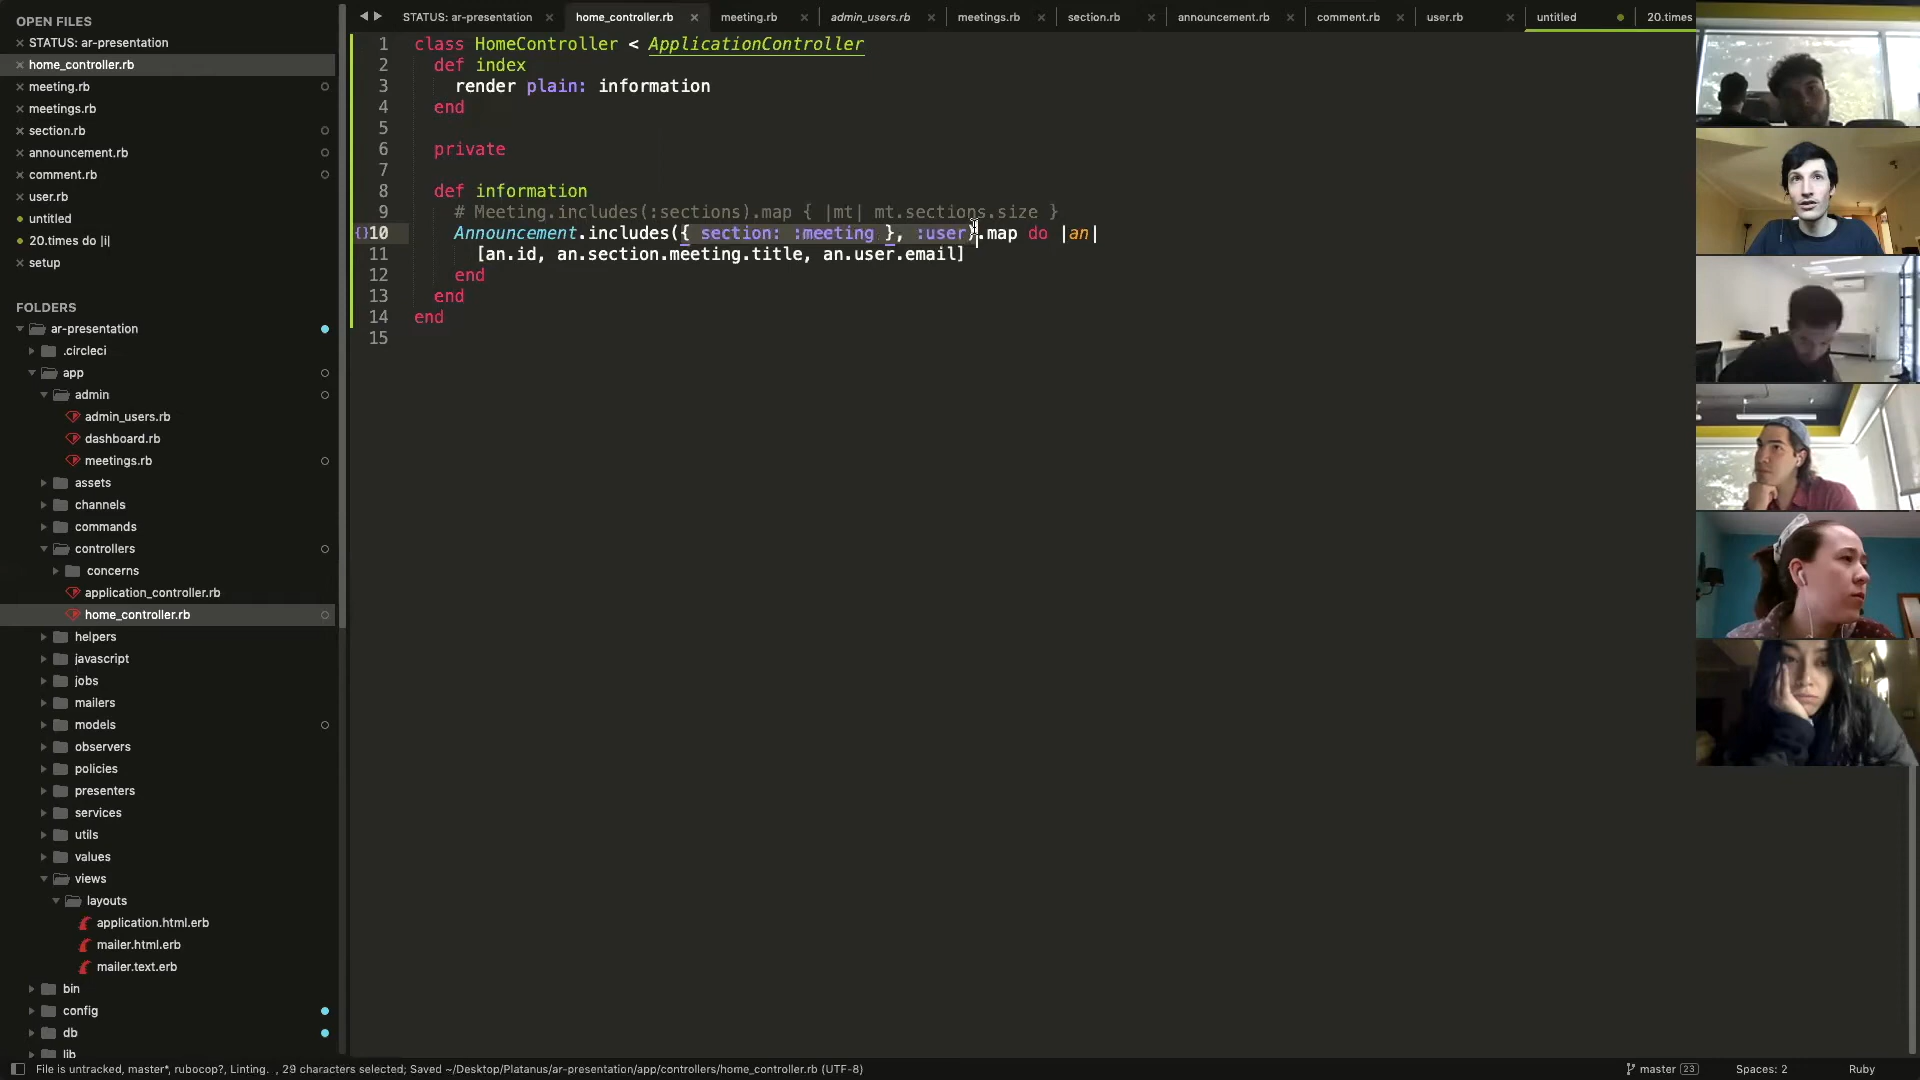 OPEN FILES
STATUS: ar-presentation
home_controller.rb
meeting.rb
meetings.rb
section.rb
announcement.rb
comment.rb
user.rb
untitled
20.times do |i|
setup
FOLDERS
ar-presentation
.circleci
app
admin
admin_users.rb
dashboard.rb
meetings.rb
assets
channels
commands
controllers
concerns
application_controller.rb
home_controller.rb
helpers
javascript
jobs
mailers
models
observers
policies
presenters
services
utils
values
views
layouts
application.html.erb
mailer.html.erb
mailer.text.erb
bin
config
db
lib
STATUS: ar-presentation home_controller.rb meeting.rb admin_users.rb meetings.rb section.rb announcement.rb comment.rb user.rb untitled 20.times
1 class HomeController < ApplicationController
2 def index
3 render plain: information
4 end
5
6 private
7
8 def information
9 # Meeting.includes(:sections).map { |mt| mt.sections.size }
10 Announcement.includes({ section: :meeting }, :user).map do |an|
11 [an.id, an.section.meeting.title, an.user.email]
12 end
13 end
14 end
15
File is untracked, master*, rubocop?, Linting. , 29 characters selected; Saved ~/Desktop/Platanus/ar-presentation/app/controllers/home_controller.rb (UTF-8) master 23 Spaces: 2 Ruby